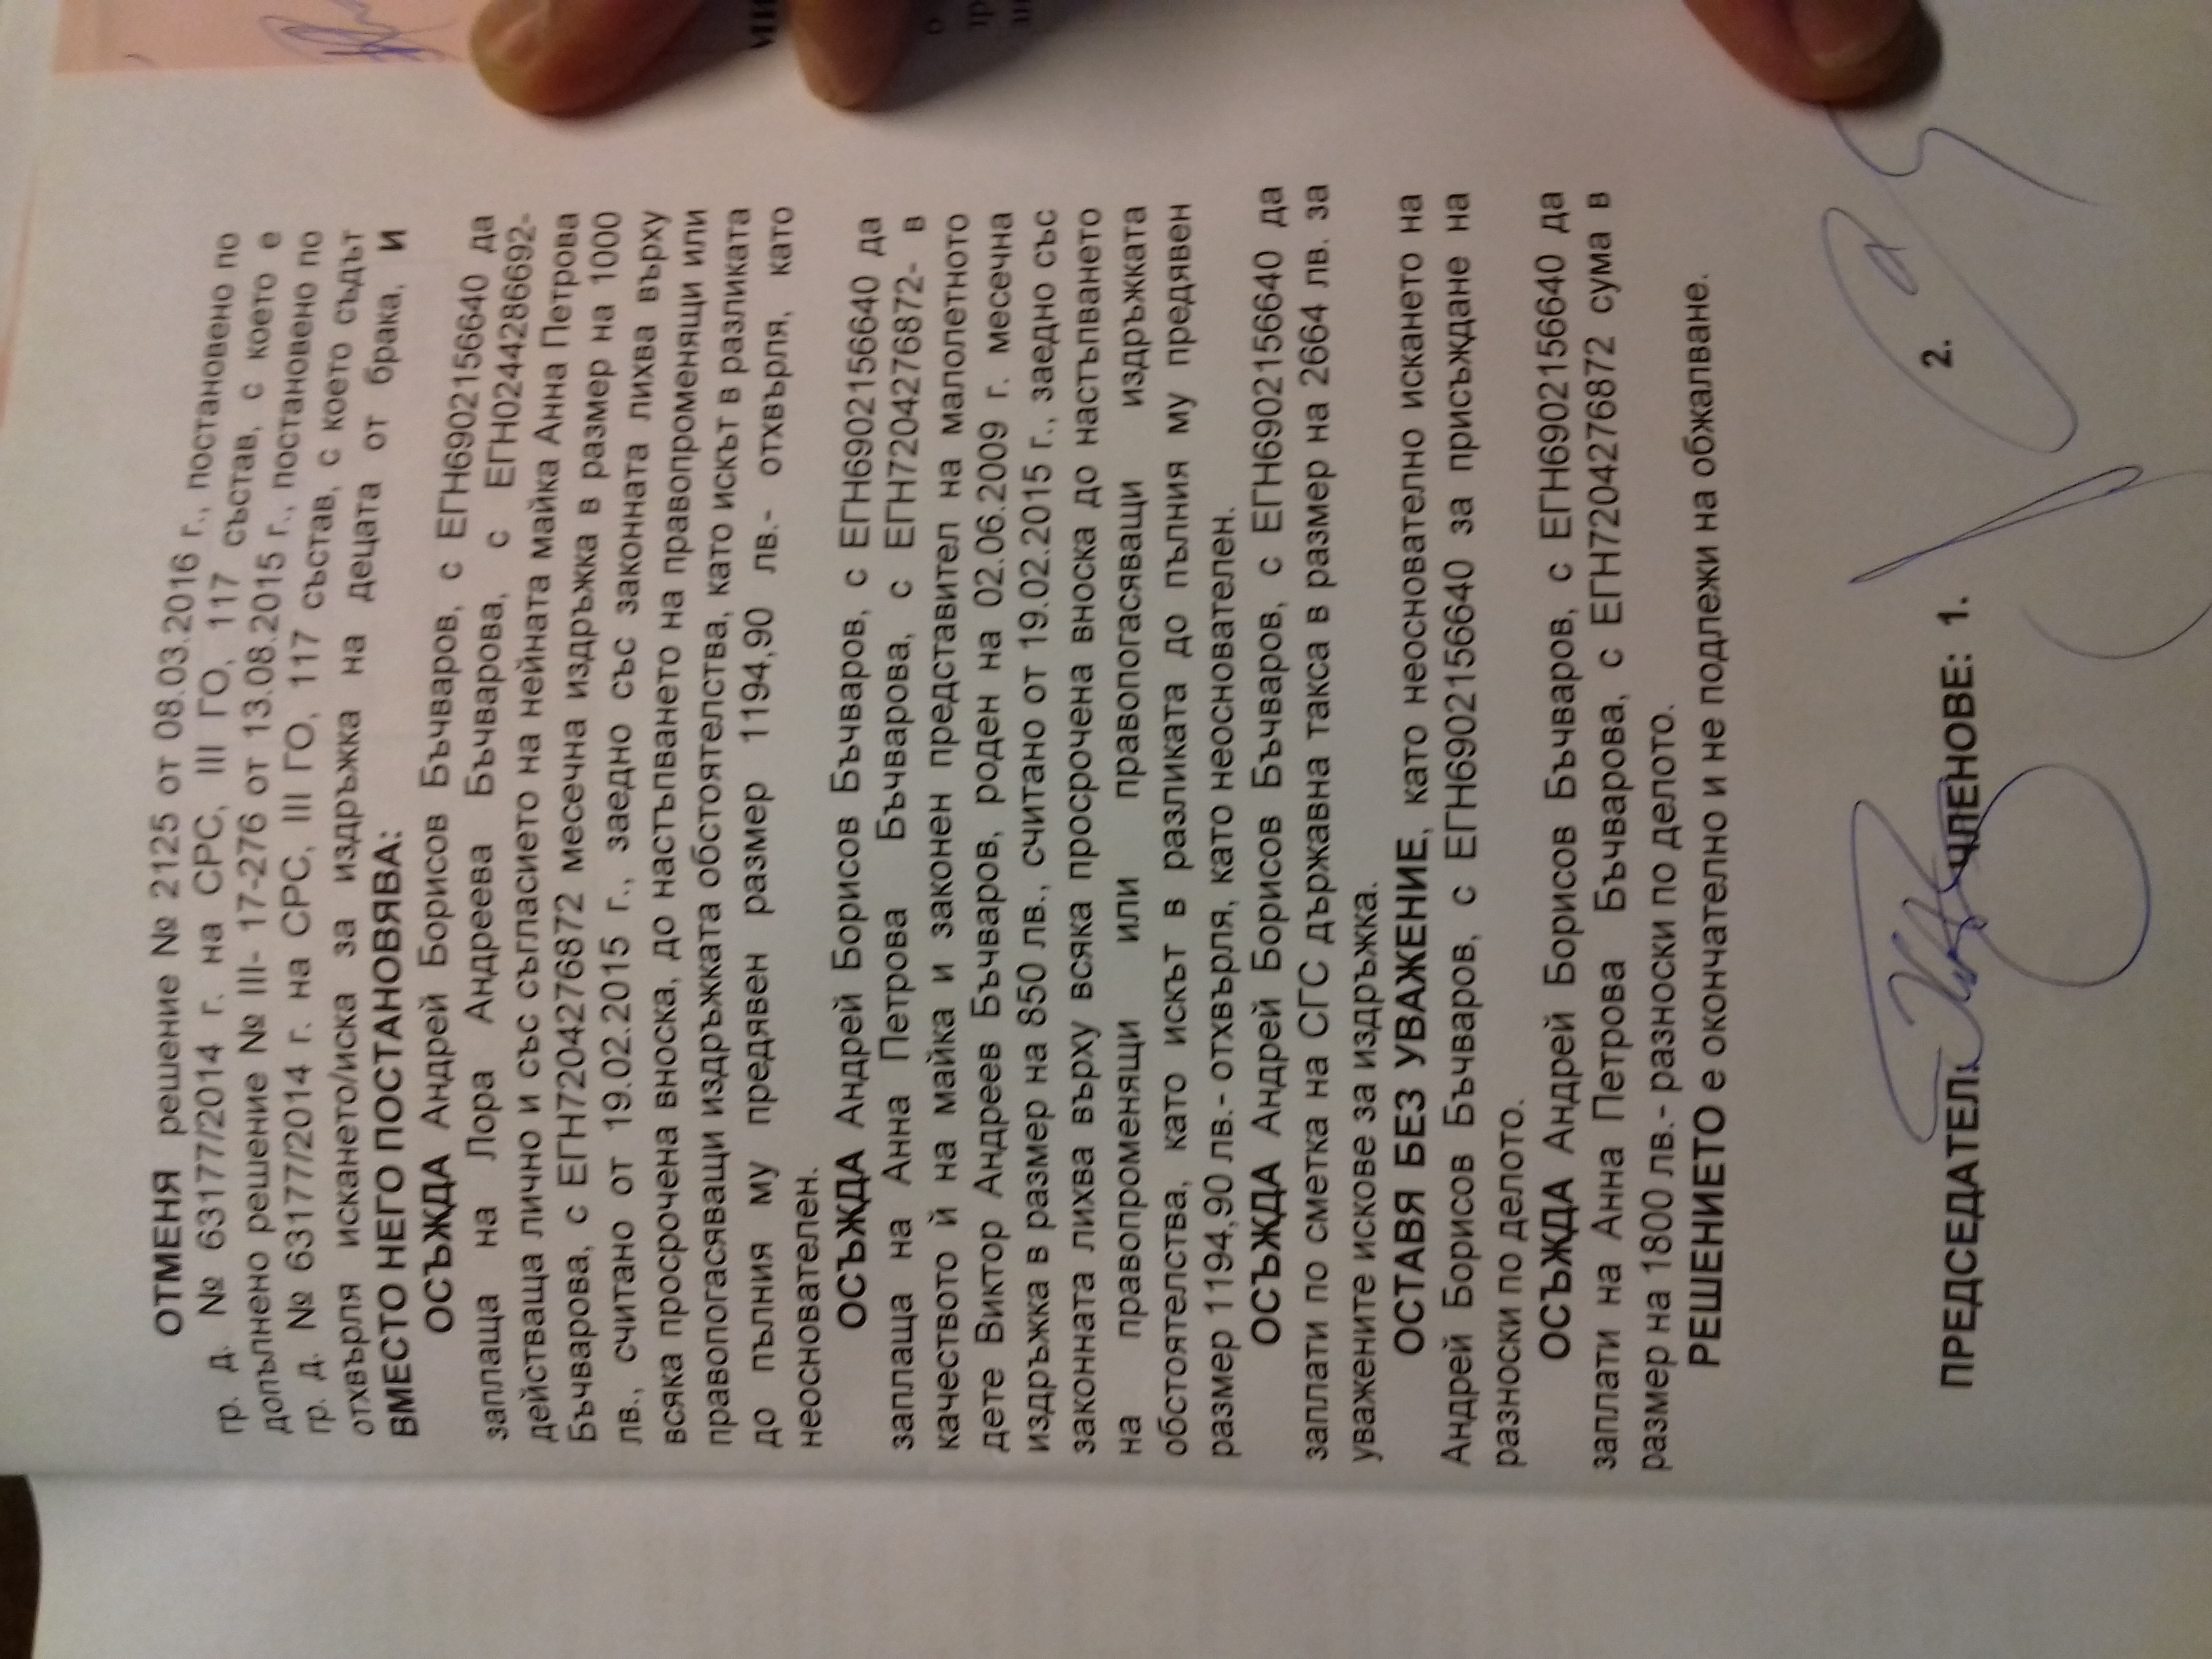 ОТМЕНЯ решение № 2125 от 08.03.2016 г., постановено по
гр. д. № 63177/2014 г. на СРС, III ГО, 117 състав, с което е
допълнено решение № III- 17-276 от 13.08.2015 г., постановено по
гр. д. № 63177/2014 г. на СРС, III ГО, 117 състав, с което съдът
отхвърля искането/иска за издръжка на децата от брака, И
ВМЕСТО НЕГО ПОСТАНОВЯВА:
ОСЪЖДА Андрей Борисов Бъчваров, с ЕГН6902156640 да
заплаща на Лора Андреева Бъчварова, с ЕГН0244286692-
действаща лично и със съгласието на нейната майка Анна Петрова
Бъчварова, с ЕГН7204276872 месечна издръжка в размер на 1000
лв., считано от 19.02.2015 г., заедно със законната лихва върху
всяка просрочена вноска, до настъпването на правопроменящи или
правопогасяващи издръжката обстоятелства, като искът в разликата
до пълния му предявен размер 1194,90 лв.- отхвърля, като
неоснователен.
ОСЪЖДА Андрей Борисов Бъчваров, с ЕГН6902156640 да
заплаща на Анна Петрова Бъчварова, с ЕГН7204276872- в
качеството й на майка и законен представител на малолетното
дете Виктор Андреев Бъчваров, роден на 02.06.2009 г. месечна
издръжка в размер на 850 лв., считано от 19.02.2015 г., заедно със
законната лихва върху всяка просрочена вноска до настъпването
на правопроменящи или правопогасяващи издръжката
обстоятелства, като искът в разликата до пълния му предявен
размер 1194,90 лв.- отхвърля, като неоснователен.
ОСЪЖДА Андрей Борисов Бъчваров, с ЕГН6902156640 да
заплати по сметка на СГС държавна такса в размер на 2664 лв. за
уважените искове за издръжка.
ОСТАВЯ БЕЗ УВАЖЕНИЕ, като неоснователно искането на
Андрей Борисов Бъчваров, с ЕГН6902156640 за присъждане на
разноски по делото.
ОСЪЖДА Андрей Борисов Бъчваров, с ЕГН6902156640 да
заплати на Анна Петрова Бъчварова, с ЕГН7204276872 сума в
размер на 1800 лв.- разноски по делото.
РЕШЕНИЕТО е окончателно и не подлежи на обжалване.
ПРЕДСЕДАТЕЛ: ЧЛЕНОВЕ: 1. 2.